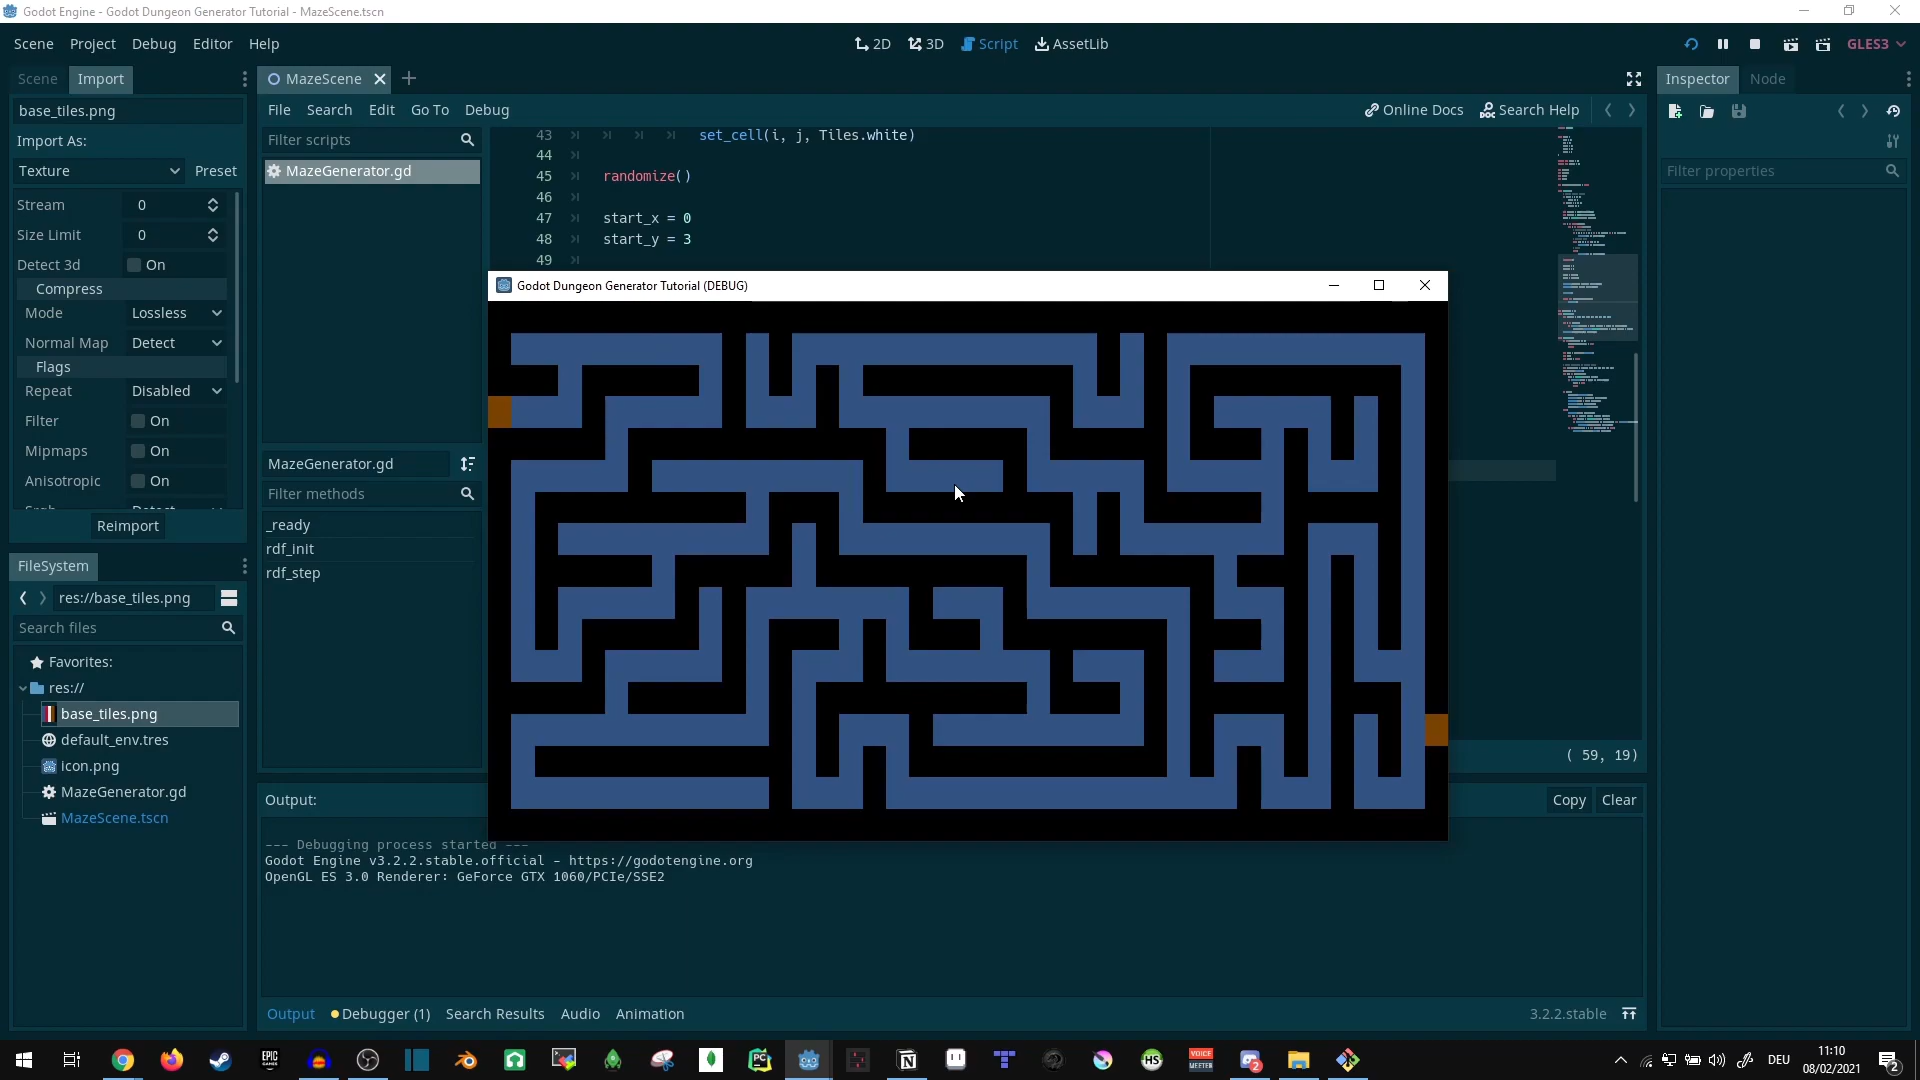 Godot Engine - Godot Dungeon Generator Tutorial - MazeScene.tscn
Scene Project Debug Editor Help
2D 3D Script AssetLib
GLES3
Scene Import
MazeScene
Inspector Node
base_tiles.png
File Search Edit Go To Debug
Online Docs Search Help
Import As:
Filter scripts
Texture Preset
MazeGenerator.gd
Filter properties
43 set_cell(i, j, Tiles.white)
44
45 randomize()
46
47 start_x = 0
48 start_y = 3
49
Stream 0
Size Limit 0
Detect 3d On
Compress
Mode Lossless
Normal Map Detect
Flags
Repeat Disabled
Filter On
Mipmaps On
Anisotropic On
Reimport
Godot Dungeon Generator Tutorial (DEBUG)
MazeGenerator.gd
Filter methods
_ready
rdf_init
rdf_step
FileSystem
res://base_tiles.png
Search files
Favorites:
res://
base_tiles.png
default_env.tres
icon.png
MazeGenerator.gd
MazeScene.tscn
( 59, 19)
Output:
Copy Clear
--- Debugging process started ---
Godot Engine v3.2.2.stable.official - https://godotengine.org
OpenGL ES 3.0 Renderer: GeForce GTX 1060/PCIe/SSE2
Output Debugger (1) Search Results Audio Animation
3.2.2.stable
EPIC
GAMES
PC
N
HS
VOICE
MEETER
2
DEU
11:10
08/02/2021
2